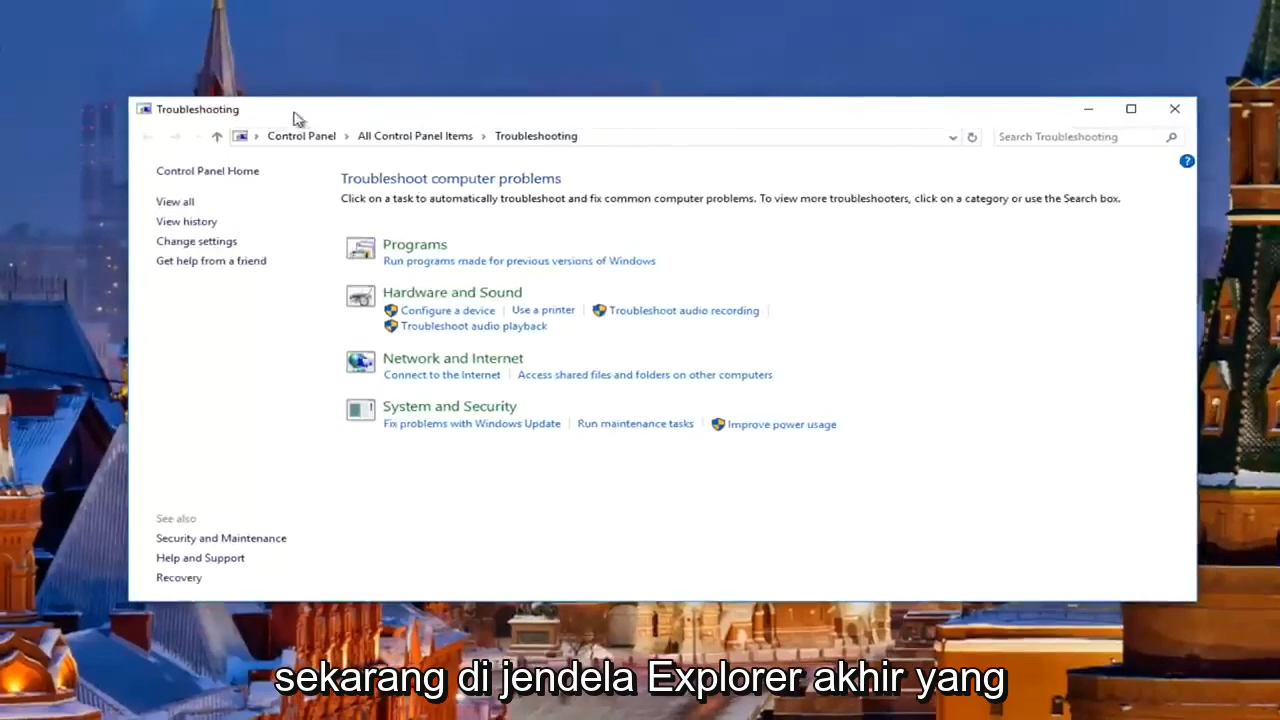 Troubleshooting
Control Panel > All Control Panel Items > Troubleshooting
Search Troubleshooting
?
Control Panel Home
View all
View history
Change settings
Get help from a friend
Troubleshoot computer problems
Click on a task to automatically troubleshoot and fix common computer problems. To view more troubleshooters, click on a category or use the Search box.
Programs
Run programs made for previous versions of Windows
Hardware and Sound
Configure a device | Use a printer | Troubleshoot audio recording |
Troubleshoot audio playback
Network and Internet
Connect to the Internet | Access shared files and folders on other computers
System and Security
Fix problems with Windows Update | Run maintenance tasks | Improve power usage
See also
Security and Maintenance
Help and Support
Recovery
sekarang di jendela Explorer akhir yang